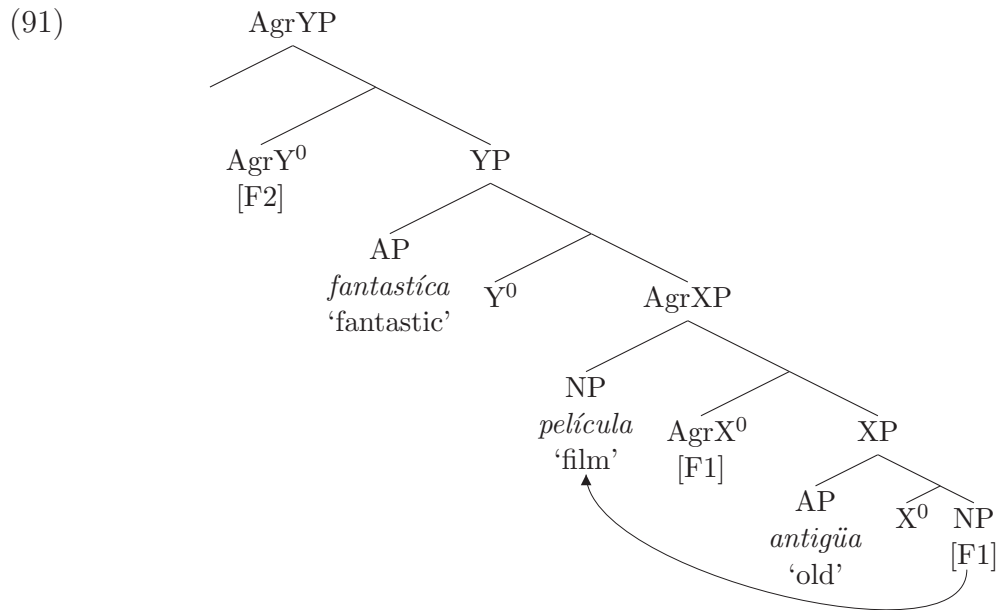 (91)
AgrYP
AgrY⁰
[F2]
YP
AP
fantastíca
‘fantastic’
Y⁰
AgrXP
NP
película
‘film’
AgrX⁰
[F1]
XP
AP
antigüa
‘old’
X⁰
NP
[F1]